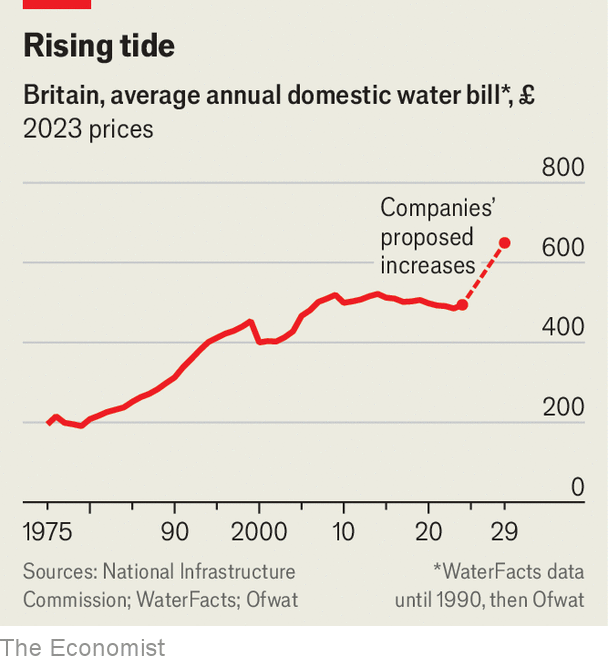 Rising tide
Britain, average annual domestic water bill*, £
2023 prices
800
Companies’
proposed
increases
600
400
200
0
1975 90 2000 10 20 29
Sources: National Infrastructure
Commission; WaterFacts; Ofwat
*WaterFacts data
until 1990, then Ofwat
The Economist